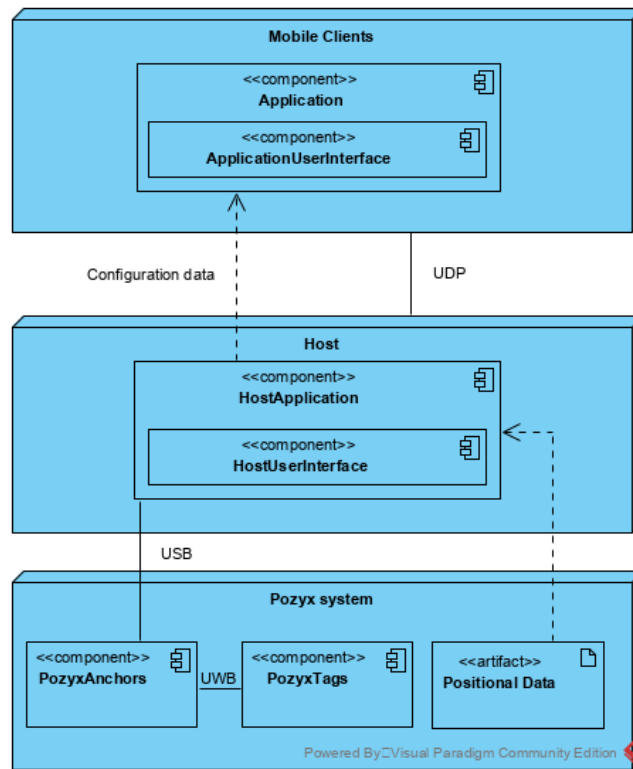 Mobile Clients
<<component>>
Application
<<component>>
ApplicationUserInterface
Configuration data
UDP
Host
<<component>>
HostApplication
<<component>>
HostUserInterface
USB
Pozyx system
<<component>>
PozyxAnchors
UWB
<<component>>
PozyxTags
<<artifact>>
Positional Data
Powered By□Visual Paradigm Community Edition